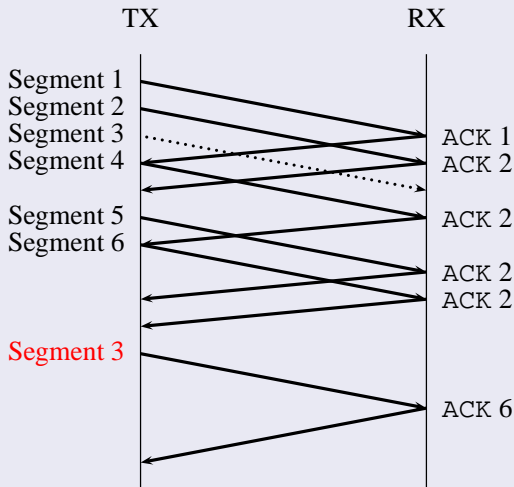 TX
RX
Segment 1
Segment 2
Segment 3
Segment 4
Segment 5
Segment 6
Segment 3
ACK 1
ACK 2
ACK 2
ACK 2
ACK 2
ACK 6